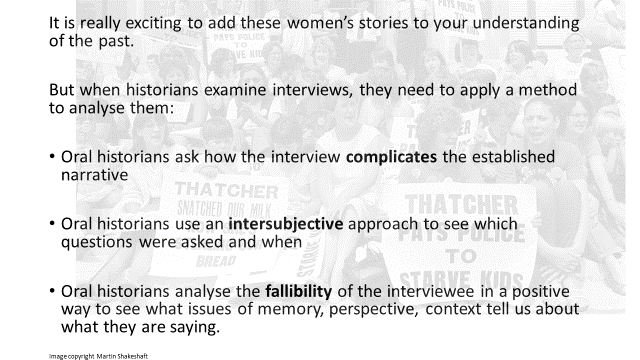 It is really exciting to add these women's stories to your understanding
of the past.
PAYS POLICE
But when historians examine interviews, they need to apply a method
to analyse them:
• Oral historians ask how the interview complicates the established
narrative
THATCHER
SNATCHED OUR MILK
BREAD
THATCHER
PAYS POLICE
TO
STARVE KIDS
• Oral historians use an intersubjective approach to see which
questions were asked and when
• Oral historians analyse the fallibility of the interviewee in a positive
way to see what issues of memory, perspective, context tell us about
what they are saying.
Image copyright Martin Shakeshaft